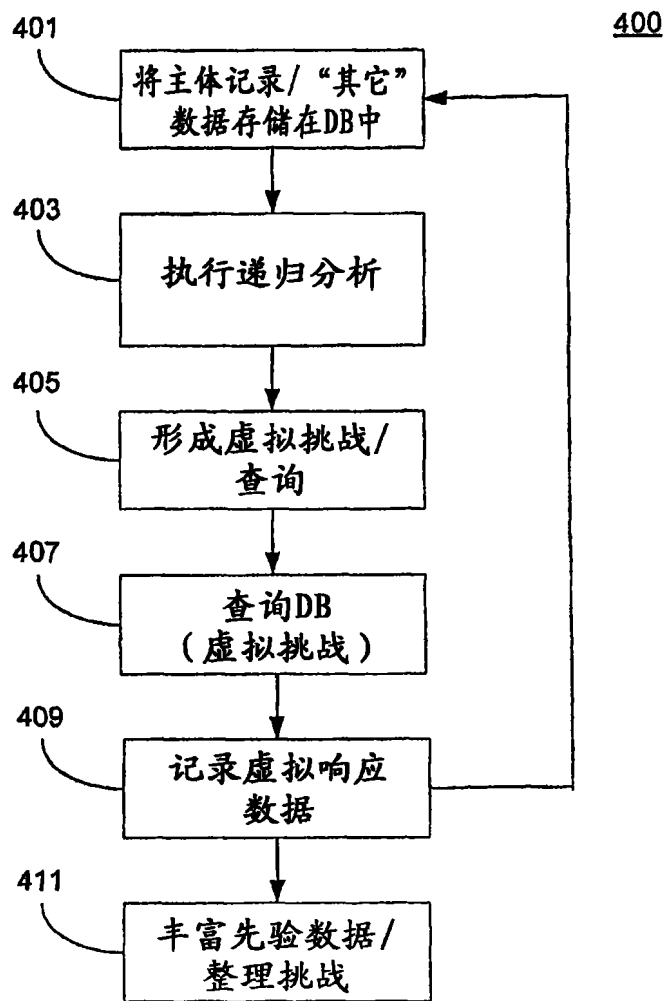 400
401
将主体记录/“其它”
数据存储在DB中
403
执行递归分析
405
形成虚拟挑战/
查询
407
查询DB
(虚拟挑战)
409
记录虚拟响应
数据
411
丰富先验数据/
整理挑战